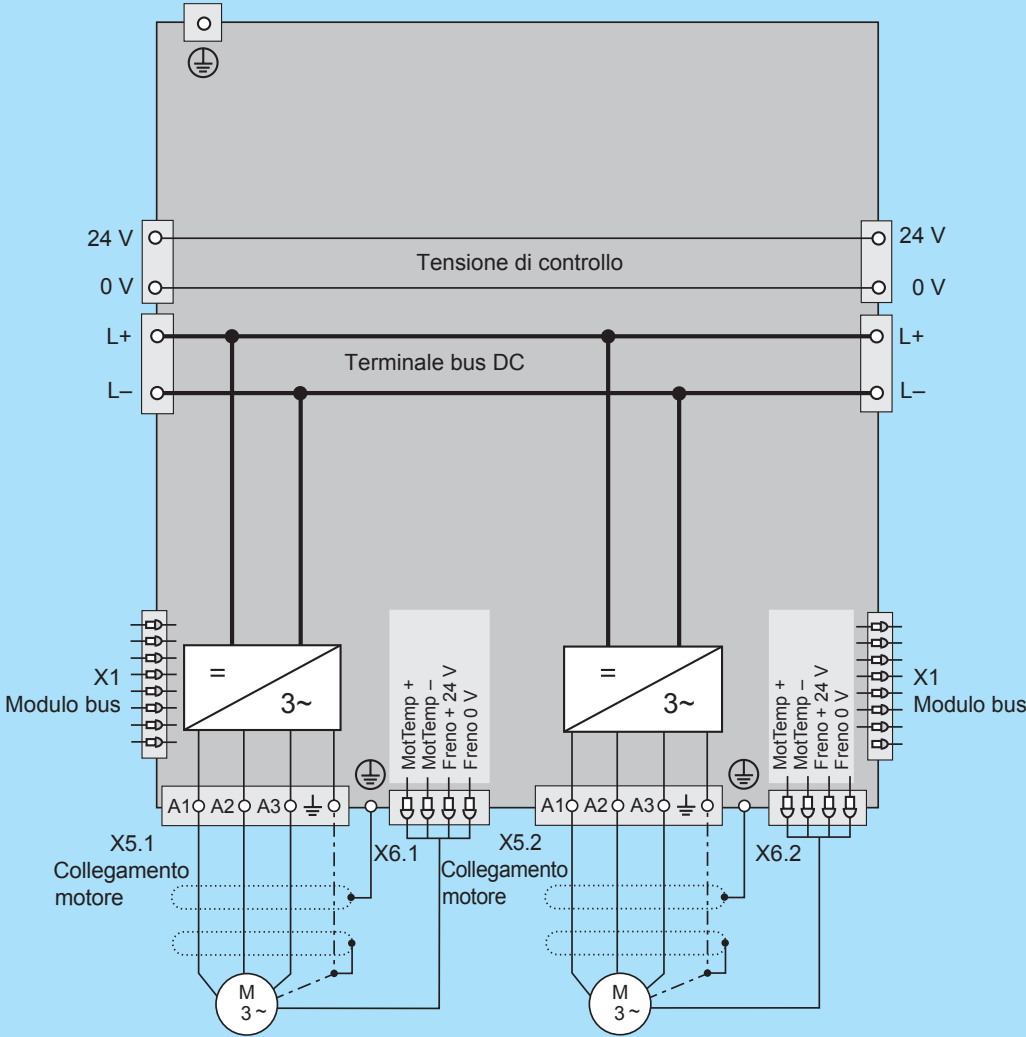 24 V
24 V
Tensione di controllo
0 V
0 V
L+
L+
Terminale bus DC
L–
L–
X1
Modulo bus
=
3~
MotTemp +
MotTemp –
Freno + 24 V
Freno 0 V
=
3~
MotTemp +
MotTemp –
Freno + 24 V
Freno 0 V
X1
Modulo bus
A1 A2 A3
A1 A2 A3
X5.1
Collegamento
motore
X6.1
X5.2
Collegamento
motore
X6.2
M
3~
M
3~